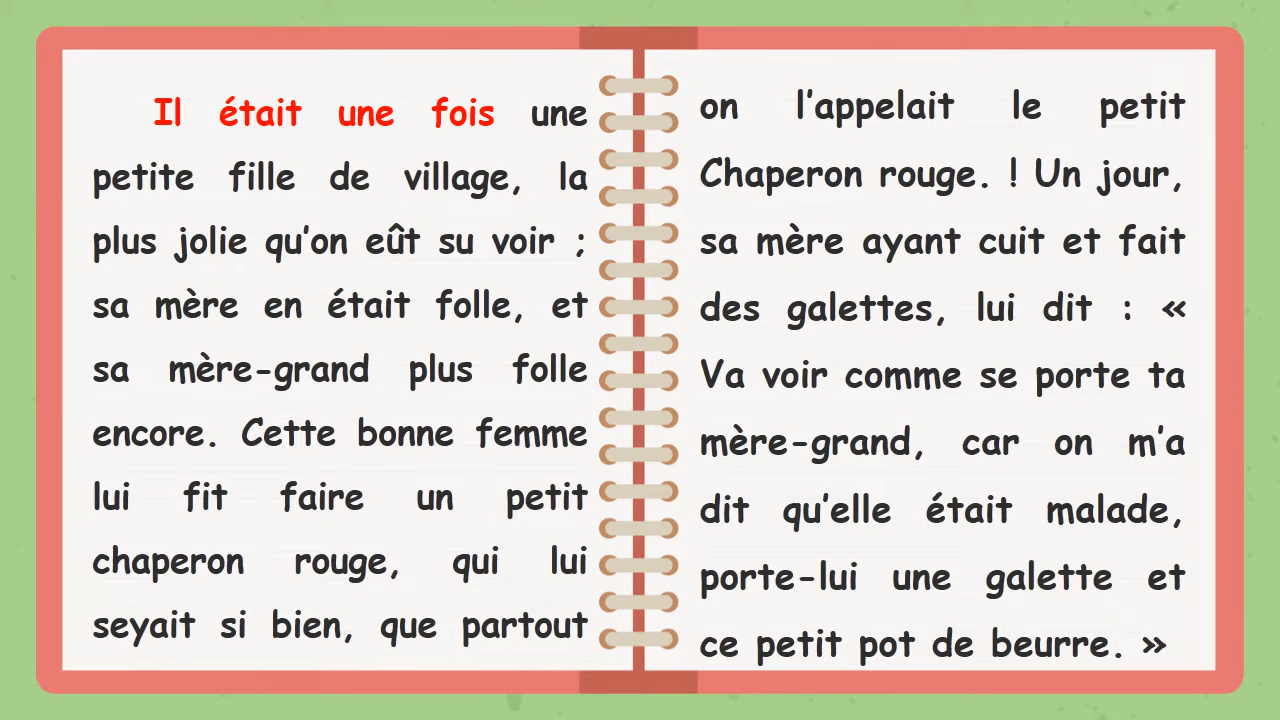 Il était une fois une
petite fille de village, la
plus jolie qu'on eût su voir ;
sa mère en était folle, et
sa mère-grand plus folle
encore. Cette bonne femme
lui fit faire un petit
chaperon rouge, qui lui
seyait si bien, que partout
on l'appelait le petit
Chaperon rouge. ! Un jour,
sa mère ayant cuit et fait
des galettes, lui dit : «
Va voir comme se porte ta
mère-grand, car on m'a
dit qu'elle était malade,
porte-lui une galette et
ce petit pot de beurre. »